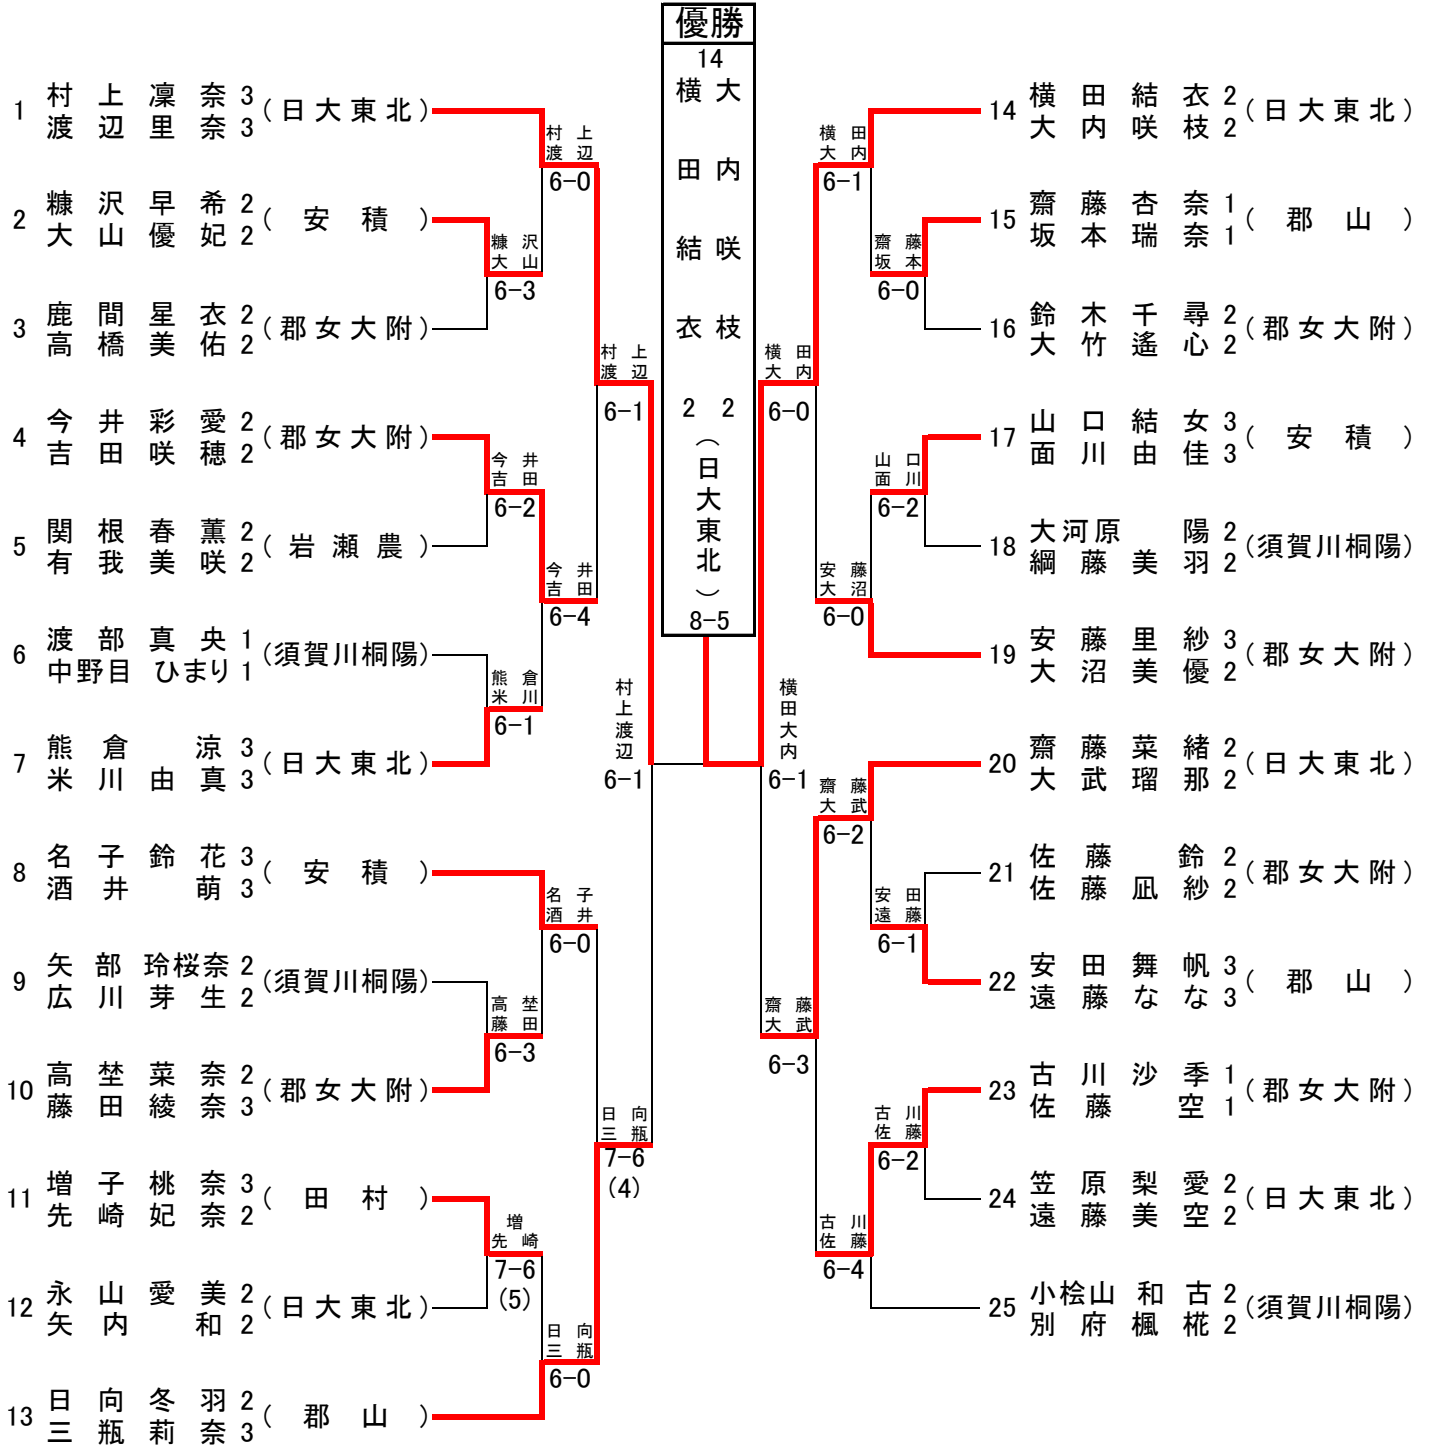 優勝
14
横田結衣 2
大内咲枝 2
(日大東北)
8-5
1 村上凜奈 3 (日大東北)
渡辺里奈 3
2 糠沢早希 2 (安積)
大山優妃 2
3 鹿間星衣 2 (郡女大附)
高橋美佑 2
4 今井彩愛 2 (郡女大附)
吉田咲穂 2
5 関根春薫 2 (岩瀬農)
有我美咲 2
6 渡部真央 1 (須賀川桐陽)
中野目 ひまり 1
7 熊倉涼 3 (日大東北)
米川由真 3
8 名子鈴花 3 (安積)
酒井萌 3
9 矢部玲桜奈 2 (須賀川桐陽)
広川芽生 2
10 高埜菜奈 2 (郡女大附)
藤田綾奈 3
11 増子桃奈 3 (田村)
先崎妃奈 2
12 永山愛美 2 (日大東北)
矢内和 2
13 日向冬羽 2 (郡山)
三瓶莉奈 3
村上
渡辺
6-0
糠沢
大山
6-3
村上
渡辺
6-1
今井
吉田
6-2
今井
吉田
6-4
熊倉
米川
6-1
村上渡辺
6-1
名子
酒井
6-0
高埜
藤田
6-3
日向
三瓶
7-6
(4)
増
先崎
7-6
(5)
日向
三瓶
6-0
横田
大内
6-1
齋藤
坂本
6-0
横田
大内
6-0
山口
面川
6-2
安藤
大沼
6-0
横田大内
6-1
齋藤
大武
6-2
安田
遠藤
6-1
齋藤
大武
6-3
古川
佐藤
6-2
古川
佐藤
6-4
14 横田結衣 2 (日大東北)
大内咲枝 2
15 齋藤杏奈 1 (郡山)
坂本瑞奈 1
16 鈴木千尋 2 (郡女大附)
大竹遙心 2
17 山口結女 3 (安積)
面川由佳 3
18 大河原陽 2 (須賀川桐陽)
綱藤美羽 2
19 安藤里紗 3 (郡女大附)
大沼美優 2
20 齋藤菜緒 2 (日大東北)
大武瑠那 2
21 佐藤鈴 2 (郡女大附)
佐藤凪紗 2
22 安田舞帆 3 (郡山)
遠藤なな 3
23 古川沙季 1 (郡女大附)
佐藤空 1
24 笠原梨愛 2 (日大東北)
遠藤美空 2
25 小桧山和古 2 (須賀川桐陽)
別府楓椛 2